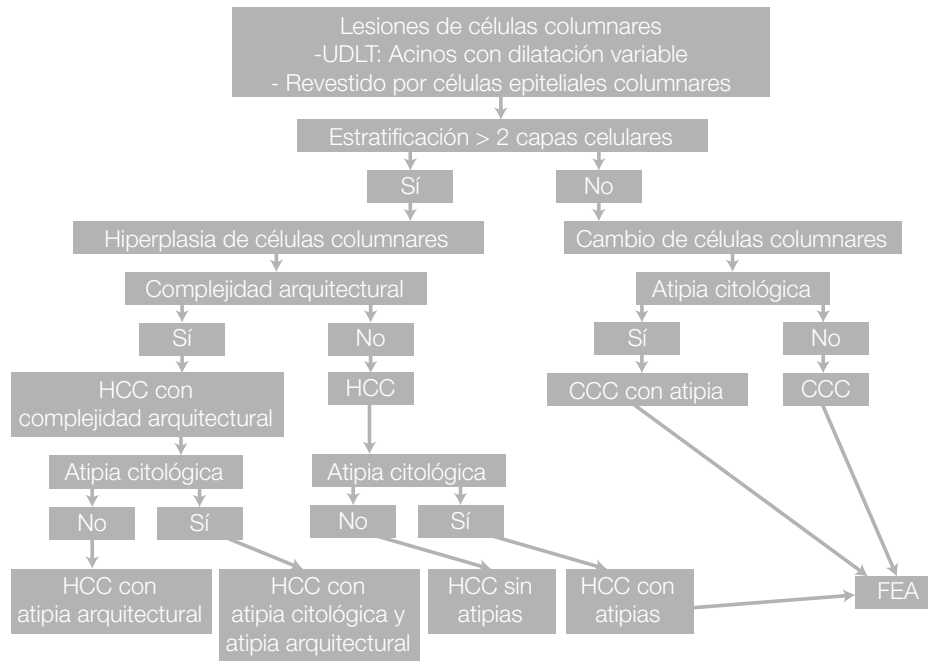 Lesiones de células columnares
-UDLT: Acinos con dilatación variable
- Revestido por células epiteliales columnares
Estratificación > 2 capas celulares
Sí
No
Hiperplasia de células columnares
Cambio de células columnares
Complejidad arquitectural
Atipia citológica
Sí
No
Sí
No
HCC con
complejidad arquitectural
HCC
CCC con atipia
CCC
Atipia citológica
Atipia citológica
No
Sí
No
Sí
HCC con
atipia arquitectural
HCC con
atipia citológica y
atipia arquitectural
HCC sin
atipias
HCC con
atipias
FEA